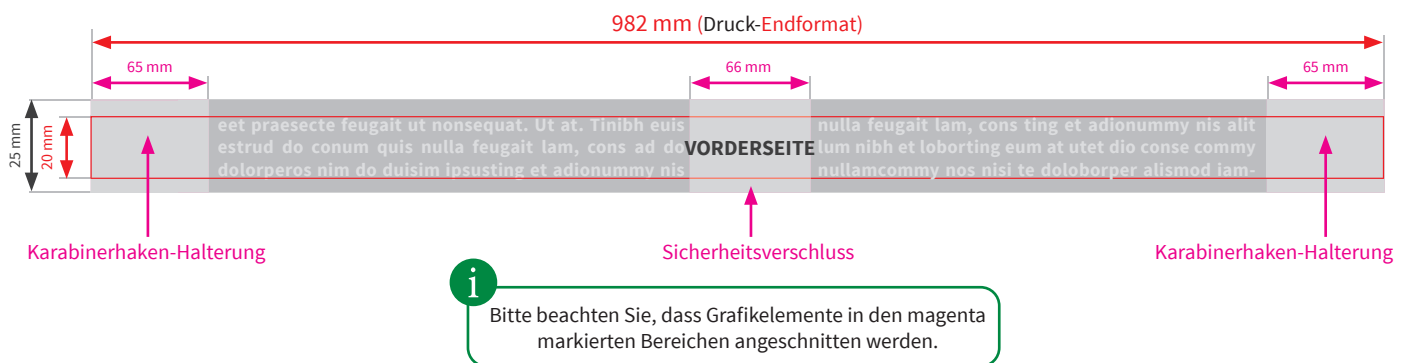 982 mm (Druck-Endformat)
65 mm
66 mm
65 mm
25 mm
20 mm
eet praesecte feugait ut nonsequat. Ut at. Tinibh euis
estrud do conum quis nulla feugait lam, cons ad do
dolorperos nim do duisim ipsusting et adionummy nis
VORDERSEITE
nulla feugait lam, cons ting et adionummy nis alit
lum nibh et loborting eum at utet dio conse commy
nullamcommy nos nisi te doloborper alismod iam-
Karabinerhaken-Halterung
Sicherheitsverschluss
Karabinerhaken-Halterung
i
Bitte beachten Sie, dass Grafikelemente in den magenta
markierten Bereichen angeschnitten werden.